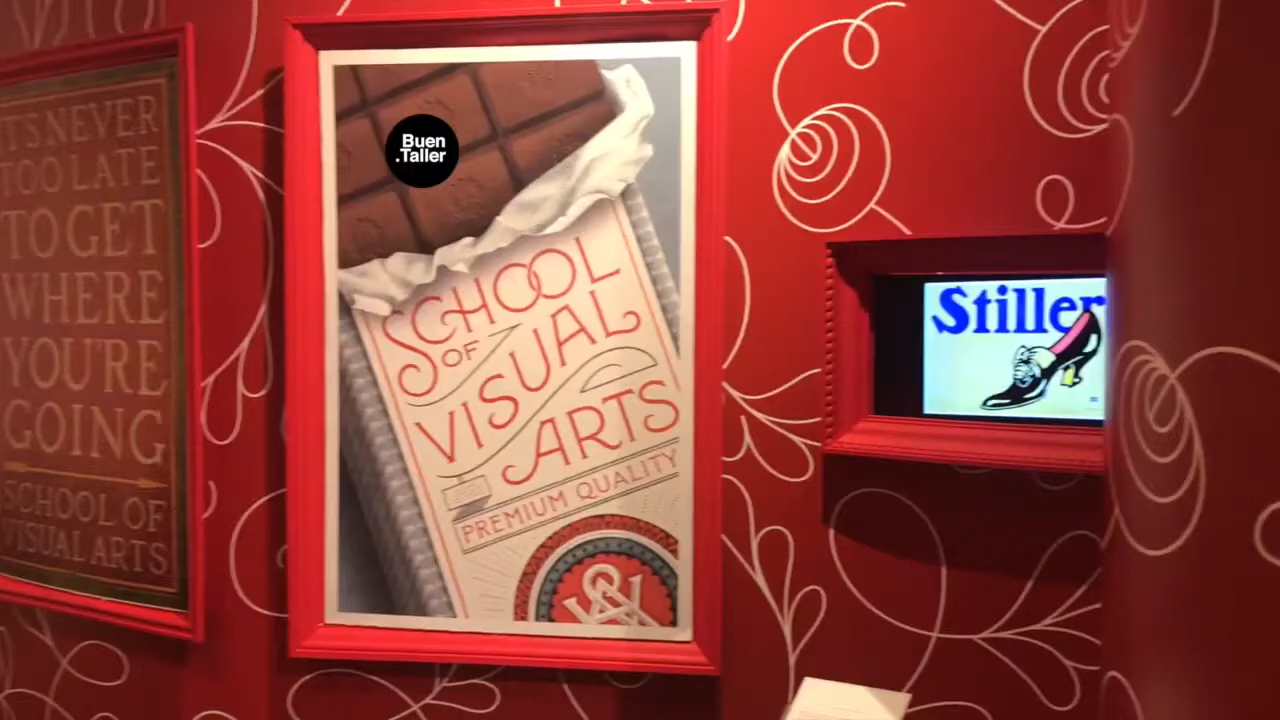 IT'S NEVER
TOO LATE
TO GET
WHERE
YOU'RE
GOING
SCHOOL OF
VISUAL ARTS
Buen
.Taller
SCHOOL
OF
VISUAL
ARTS
PREMIUM QUALITY
SVA
Stiller